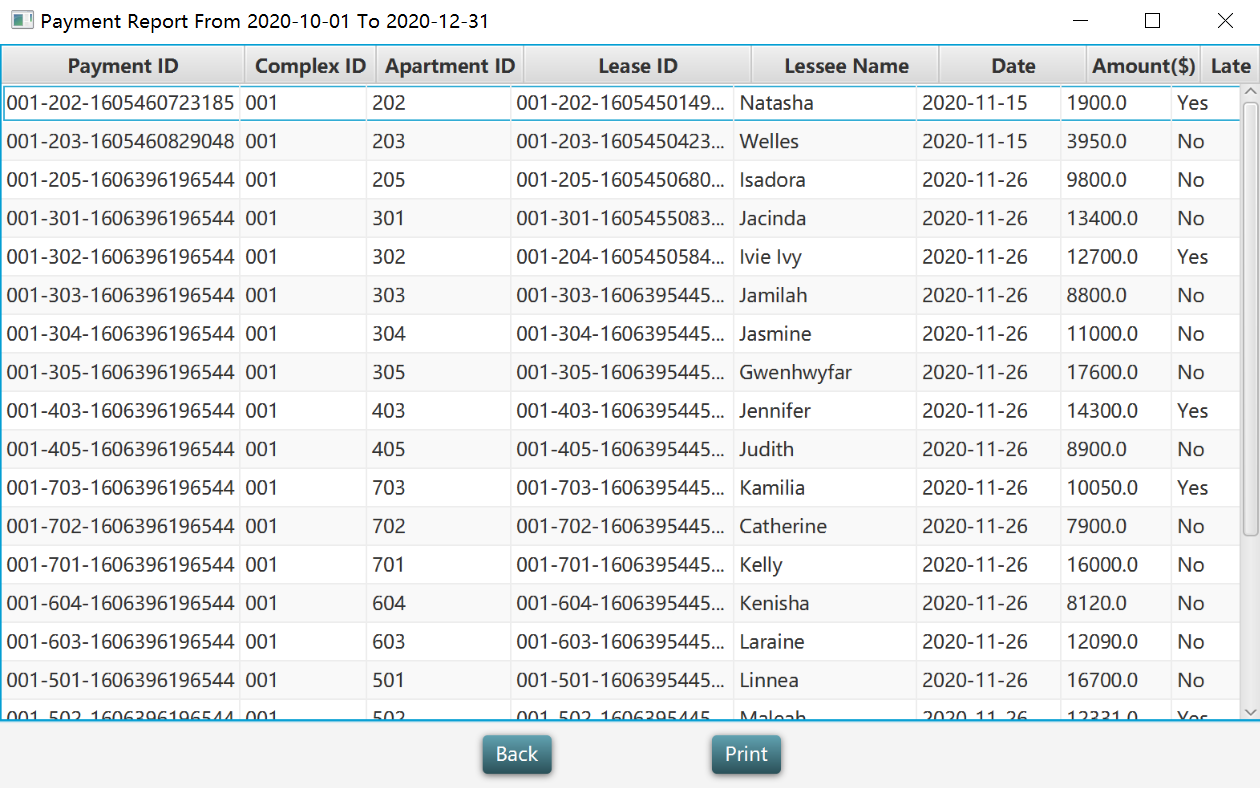 Payment Report From 2020-10-01 To 2020-12-31
Payment ID Complex ID Apartment ID Lease ID Lessee Name Date Amount($) Late
001-202-1605460723185 001 202 001-202-1605450149... Natasha 2020-11-15 1900.0 Yes
001-203-1605460829048 001 203 001-203-1605450423... Welles 2020-11-15 3950.0 No
001-205-1606396196544 001 205 001-205-1605450680... Isadora 2020-11-26 9800.0 No
001-301-1606396196544 001 301 001-301-1605455083... Jacinda 2020-11-26 13400.0 No
001-302-1606396196544 001 302 001-204-1605450584... Ivie Ivy 2020-11-26 12700.0 Yes
001-303-1606396196544 001 303 001-303-1606395445... Jamilah 2020-11-26 8800.0 No
001-304-1606396196544 001 304 001-304-1606395445... Jasmine 2020-11-26 11000.0 No
001-305-1606396196544 001 305 001-305-1606395445... Gwenhwyfar 2020-11-26 17600.0 No
001-403-1606396196544 001 403 001-403-1606395445... Jennifer 2020-11-26 14300.0 Yes
001-405-1606396196544 001 405 001-405-1606395445... Judith 2020-11-26 8900.0 No
001-703-1606396196544 001 703 001-703-1606395445... Kamilia 2020-11-26 10050.0 Yes
001-702-1606396196544 001 702 001-702-1606395445... Catherine 2020-11-26 7900.0 No
001-701-1606396196544 001 701 001-701-1606395445... Kelly 2020-11-26 16000.0 No
001-604-1606396196544 001 604 001-604-1606395445... Kenisha 2020-11-26 8120.0 No
001-603-1606396196544 001 603 001-603-1606395445... Laraine 2020-11-26 12090.0 No
001-501-1606396196544 001 501 001-501-1606395445... Linnea 2020-11-26 16700.0 No
001-502-1606396196544 001 502 001-502-1606395445... Maleah 2020-11-26 12331.0 Yes
Back Print